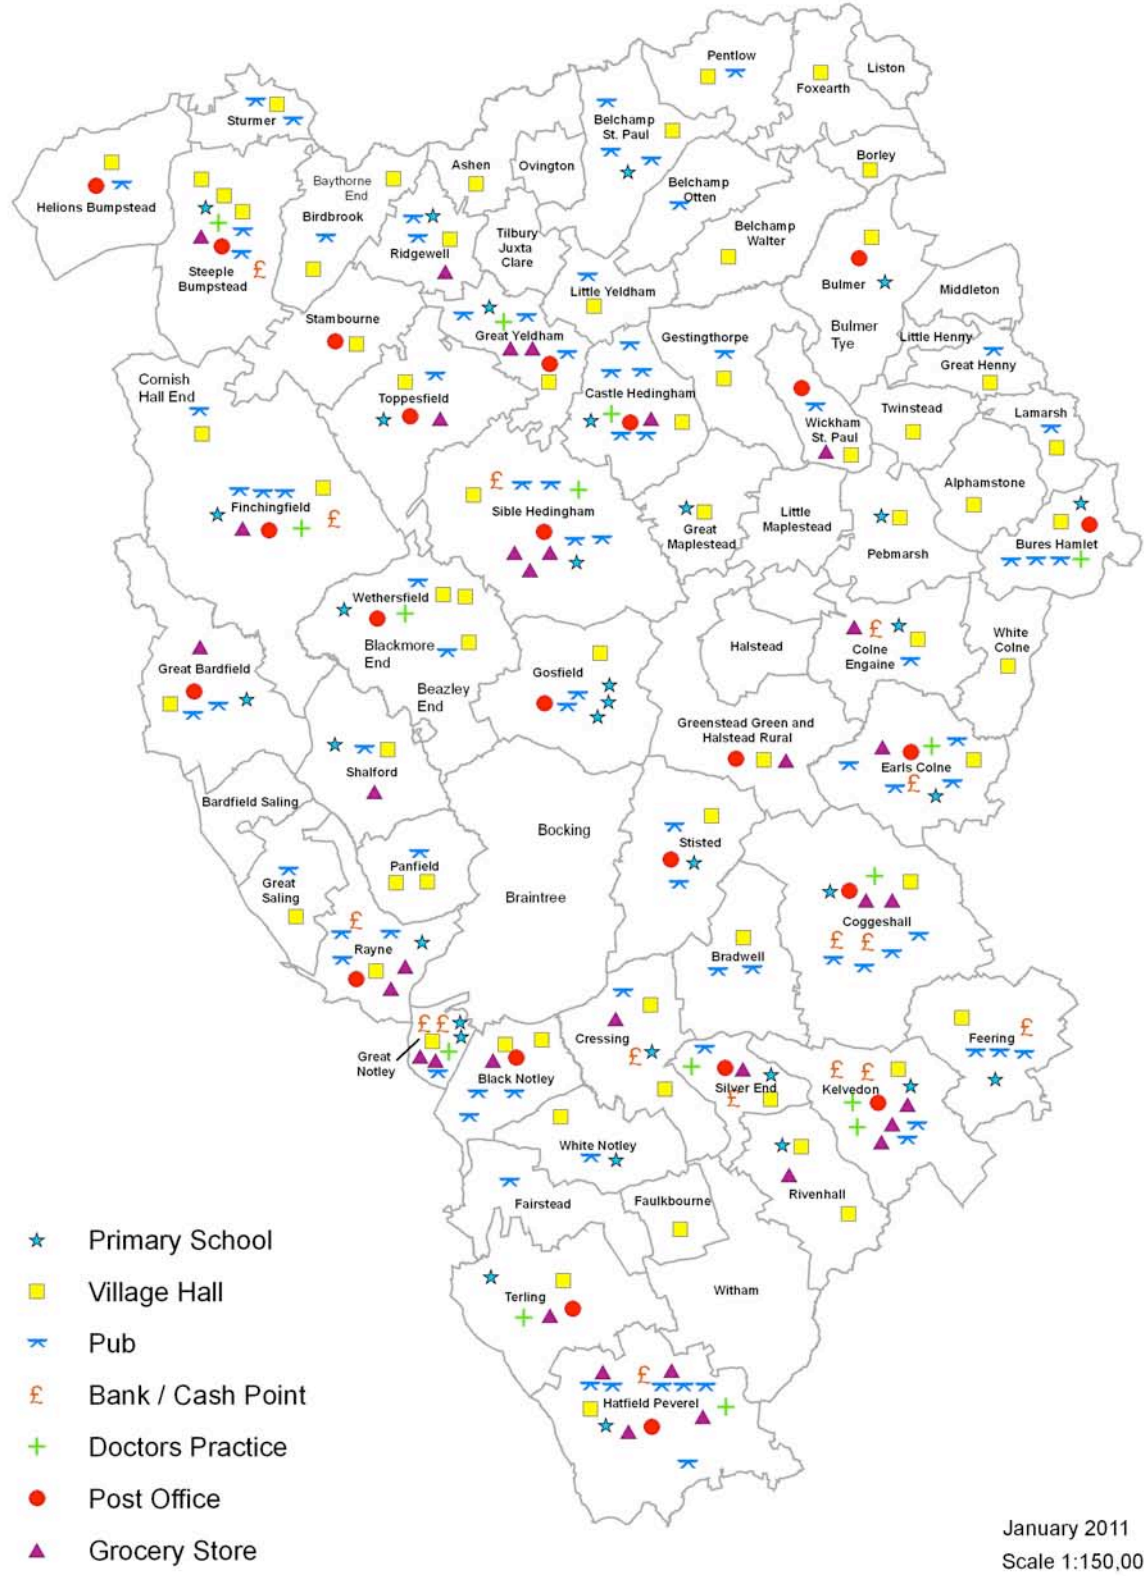 Pentlow
Liston
Foxearth
Sturmer
Belchamp
St. Paul
Borley
Ashen
Ovington
Baythorne
End
Belchamp
Otten
Helions Bumpstead
Birdbrook
Belchamp
Walter
Tilbury
Juxta
Clare
Ridgewell
Steeple
Bumpstead
Little Yeldham
Bulmer
Middleton
Stambourne
Bulmer
Tye
Great Yeldham
Gestingthorpe
Little Henny
Great Henny
Cornish
Hall End
Toppesfield
Castle Hedingham
Twinstead
Lamarsh
Wickham
St. Paul
Alphamstone
Finchingfield
Sible Hedingham
Great
Maplestead
Little
Maplestead
Pebmarsh
Bures Hamlet
Wethersfield
Blackmore
End
Halstead
Colne
Engaine
White
Colne
Great Bardfield
Gosfield
Beazley
End
Greenstead Green and
Halstead Rural
Shalford
Earls Colne
Bardfield Saling
Bocking
Stisted
Panfield
Great
Saling
Braintree
Coggeshall
Rayne
Bradwell
Cressing
Feering
Great
Notley
Black Notley
Silver End
Kelvedon
White Notley
Fairstead
Faulkbourne
Rivenhall
Terling
Witham
Hatfield Peverel
Primary School
Village Hall
Pub
£ Bank / Cash Point
Doctors Practice
Post Office
Grocery Store
January 2011
Scale 1:150,00